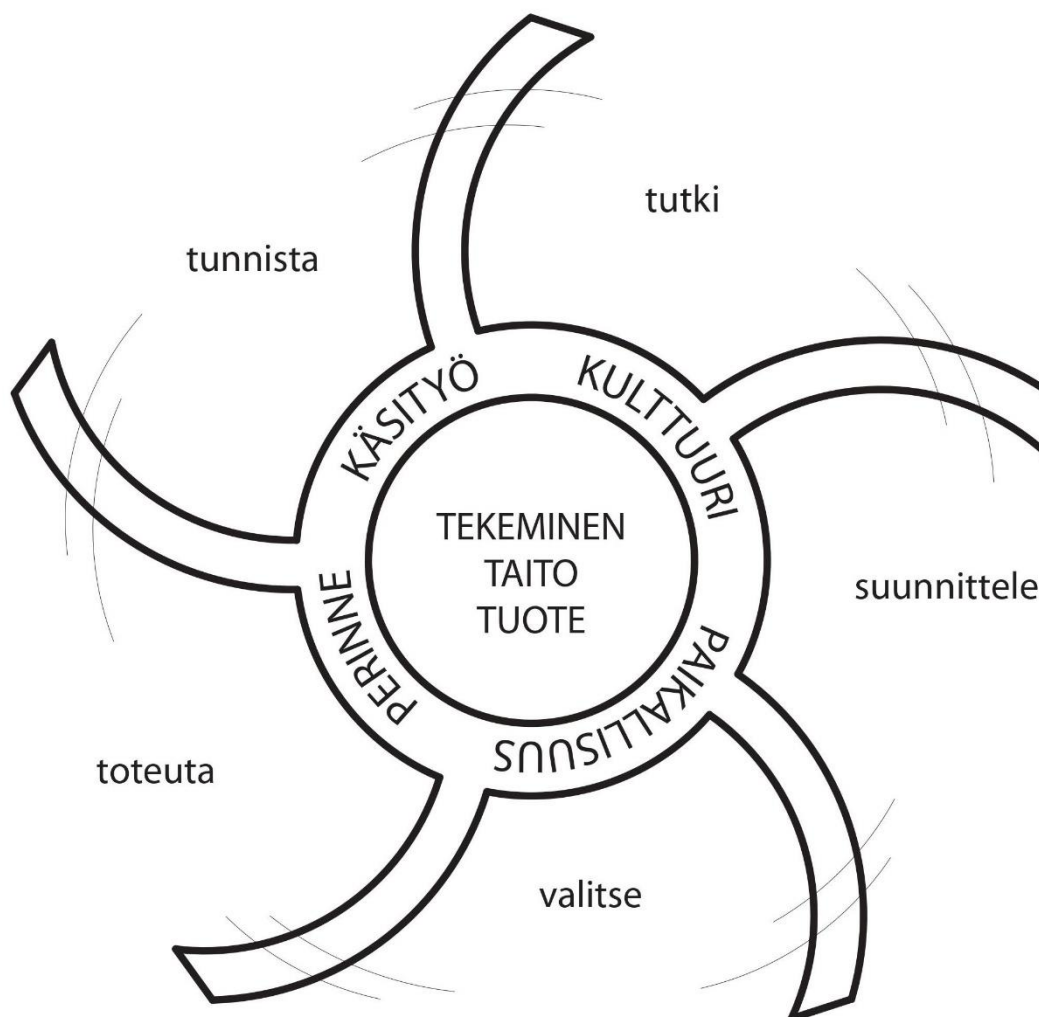 tutki
tunnista
KÄSITYÖ
KULTTUURI
TEKEMINEN
TAITO
TUOTE
suunnittele
PERINNE
PAIKALLISUUS
toteuta
valitse